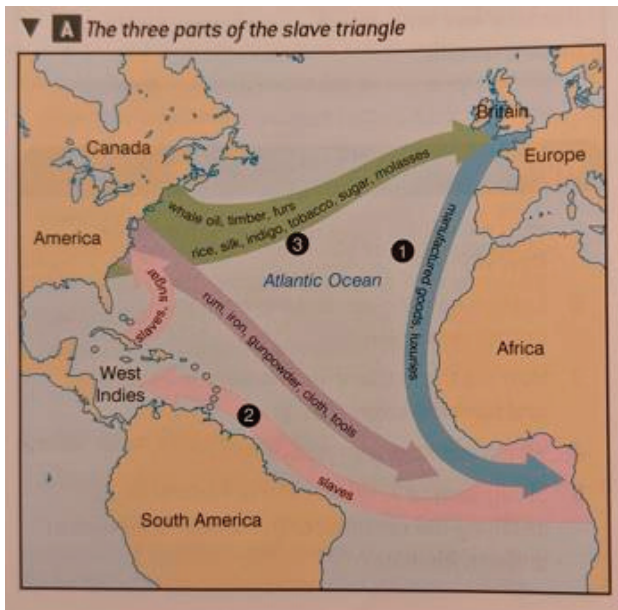 ▼ A The three parts of the slave triangle
Britain
Canada
Europe
whale oil, timber, furs
rice, silk, indigo, tobacco, sugar, molasses
America
3
1
manufactured goods, luxuries
Atlantic Ocean
sugar, slaves
rum, iron, gunpowder, cloth, tools
Africa
West
Indies
2
slaves
South America